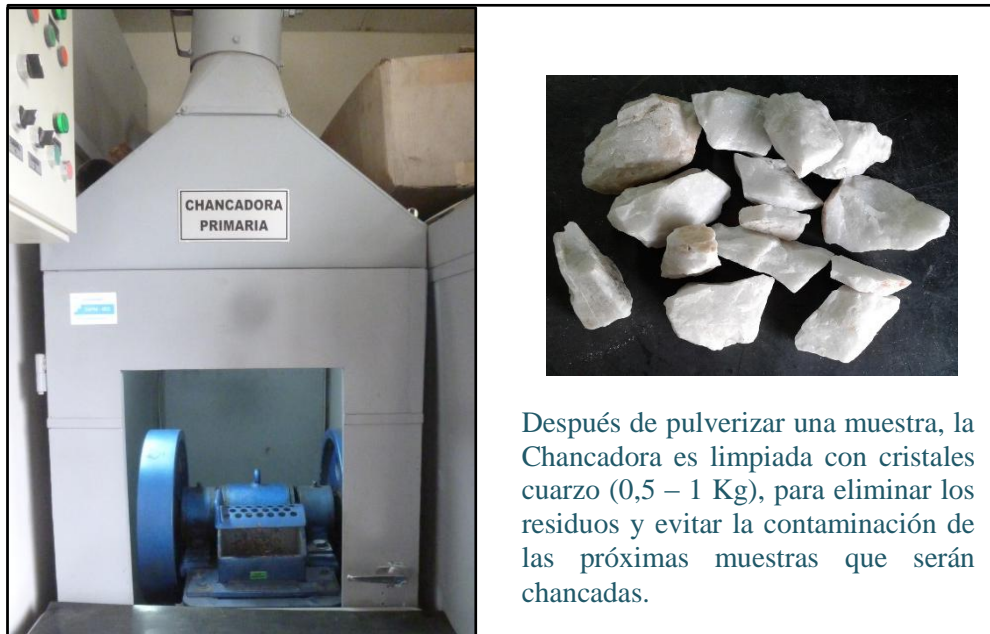 CHANCADORA
PRIMARIA
Después de pulverizar una muestra, la
Chancadora es limpiada con cristales
cuarzo (0,5 – 1 Kg), para eliminar los
residuos y evitar la contaminación de
las próximas muestras que serán
chancadas.